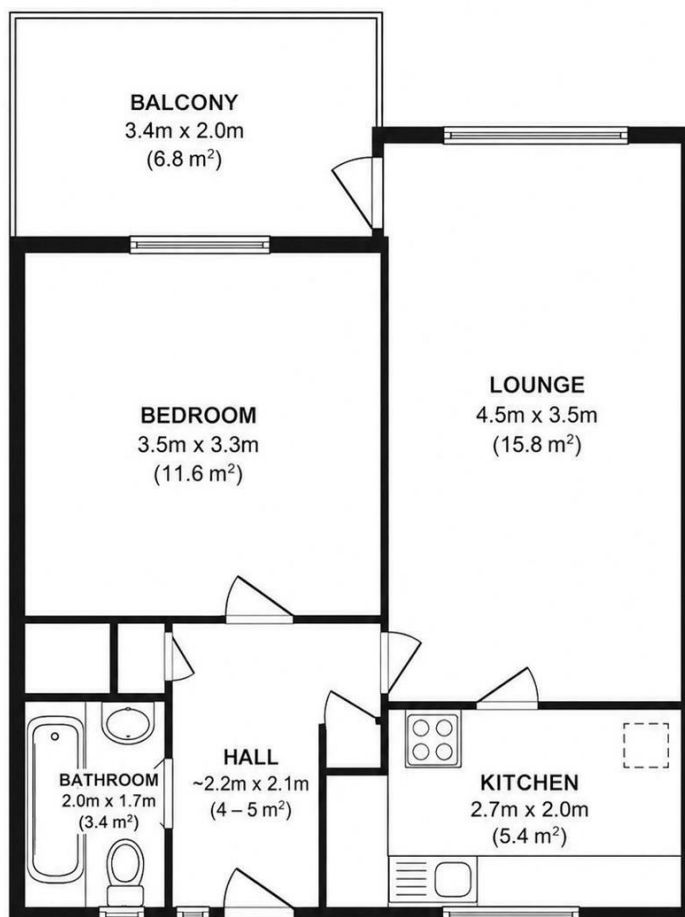 BALCONY
3.4m x 2.0m
(6.8 m²)
LOUNGE
4.5m x 3.5m
(15.8 m²)
BEDROOM
3.5m x 3.3m
(11.6 m²)
HALL
~2.2m x 2.1m
(4 – 5 m²)
BATHROOM
2.0m x 1.7m
(3.4 m²)
KITCHEN
2.7m x 2.0m
(5.4 m²)